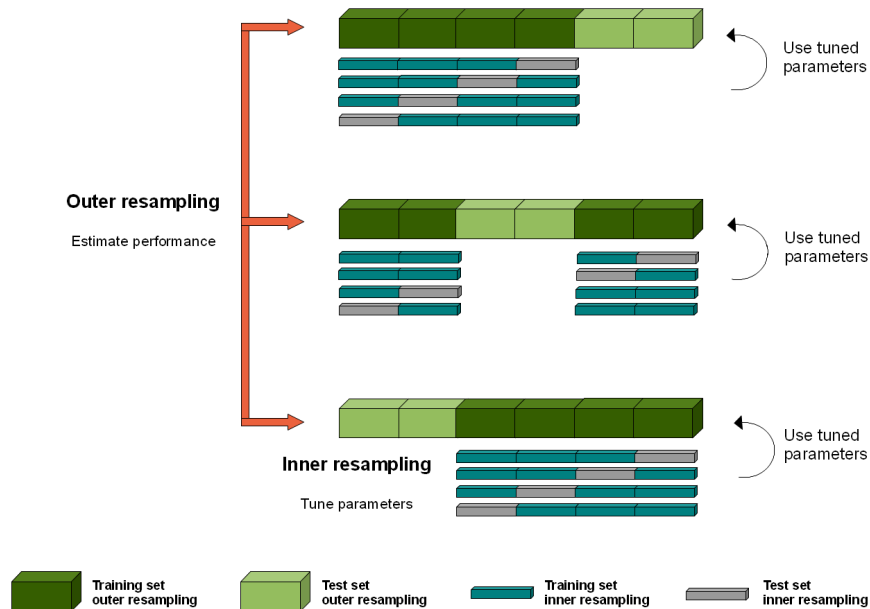 Use tuned
parameters
Outer resampling
Estimate performance
Use tuned
parameters
Use tuned
parameters
Inner resampling
Tune parameters
Training set
outer resampling
Test set
outer resampling
Training set
inner resampling
Test set
inner resampling